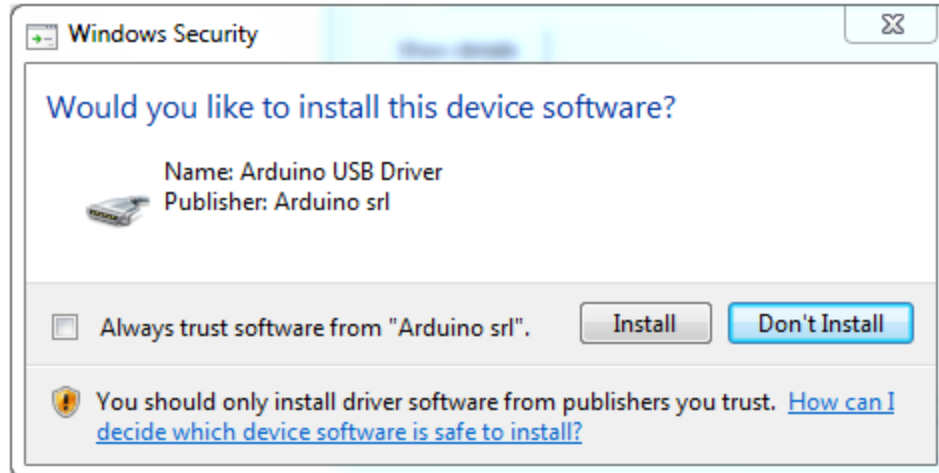 Windows Security
Would you like to install this device software?
Name: Arduino USB Driver
Publisher: Arduino srl
Always trust software from "Arduino srl".
Install
Don't Install
You should only install driver software from publishers you trust. How can I
decide which device software is safe to install?